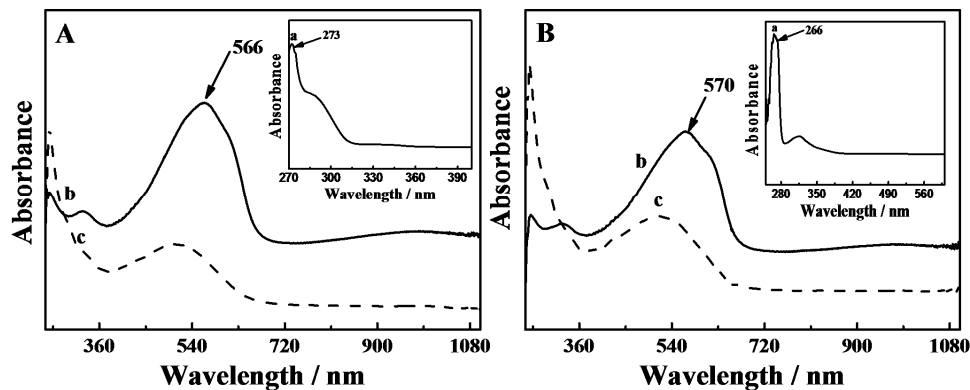 A
566
b
c
Absorbance
360 540 720 900 1080
Wavelength / nm
a
273
Absorbance
270 300 330 360 390
Wavelength / nm
B
570
b
c
Absorbance
360 540 720 900 1080
Wavelength / nm
a
266
Absorbance
280 350 420 490 560
Wavelength / nm